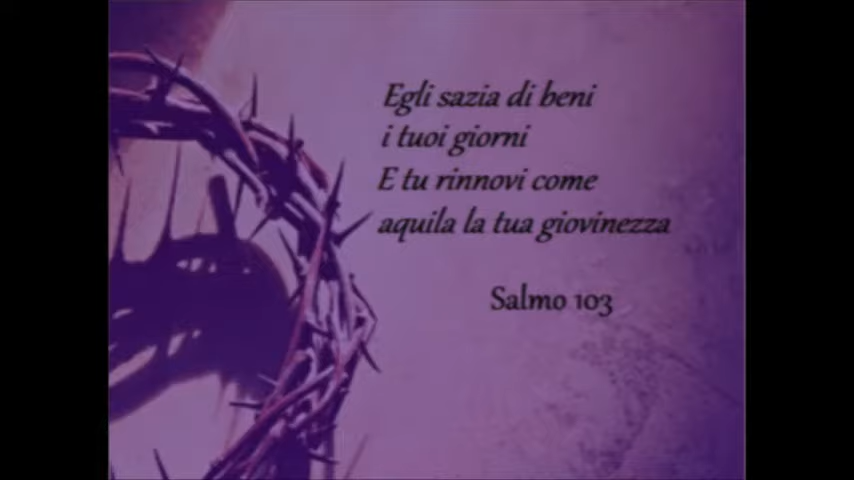 Egli sazia di beni
i tuoi giorni
E tu rinnovi come
aquila la tua giovinezza
Salmo 103